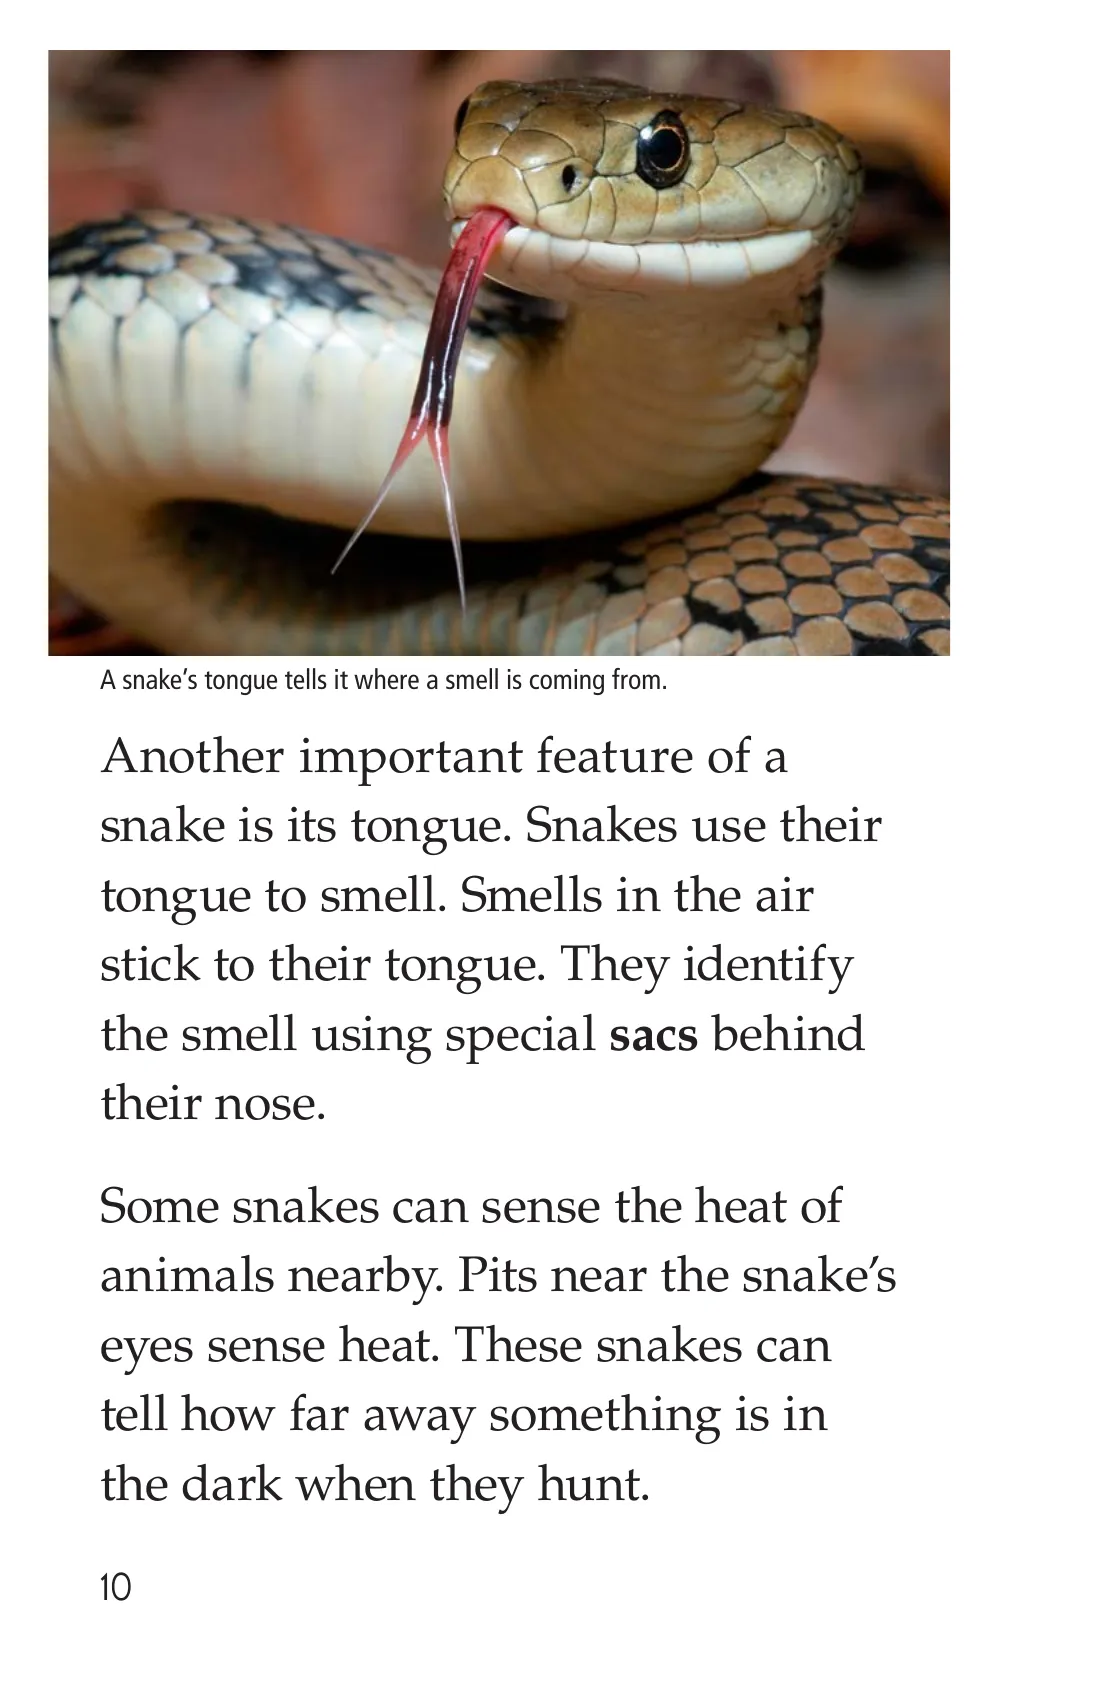 A snake’s tongue tells it where a smell is coming from.
Another important feature of a
snake is its tongue. Snakes use their
tongue to smell. Smells in the air
stick to their tongue. They identify
the smell using special sacs behind
their nose.
Some snakes can sense the heat of
animals nearby. Pits near the snake’s
eyes sense heat. These snakes can
tell how far away something is in
the dark when they hunt.
10